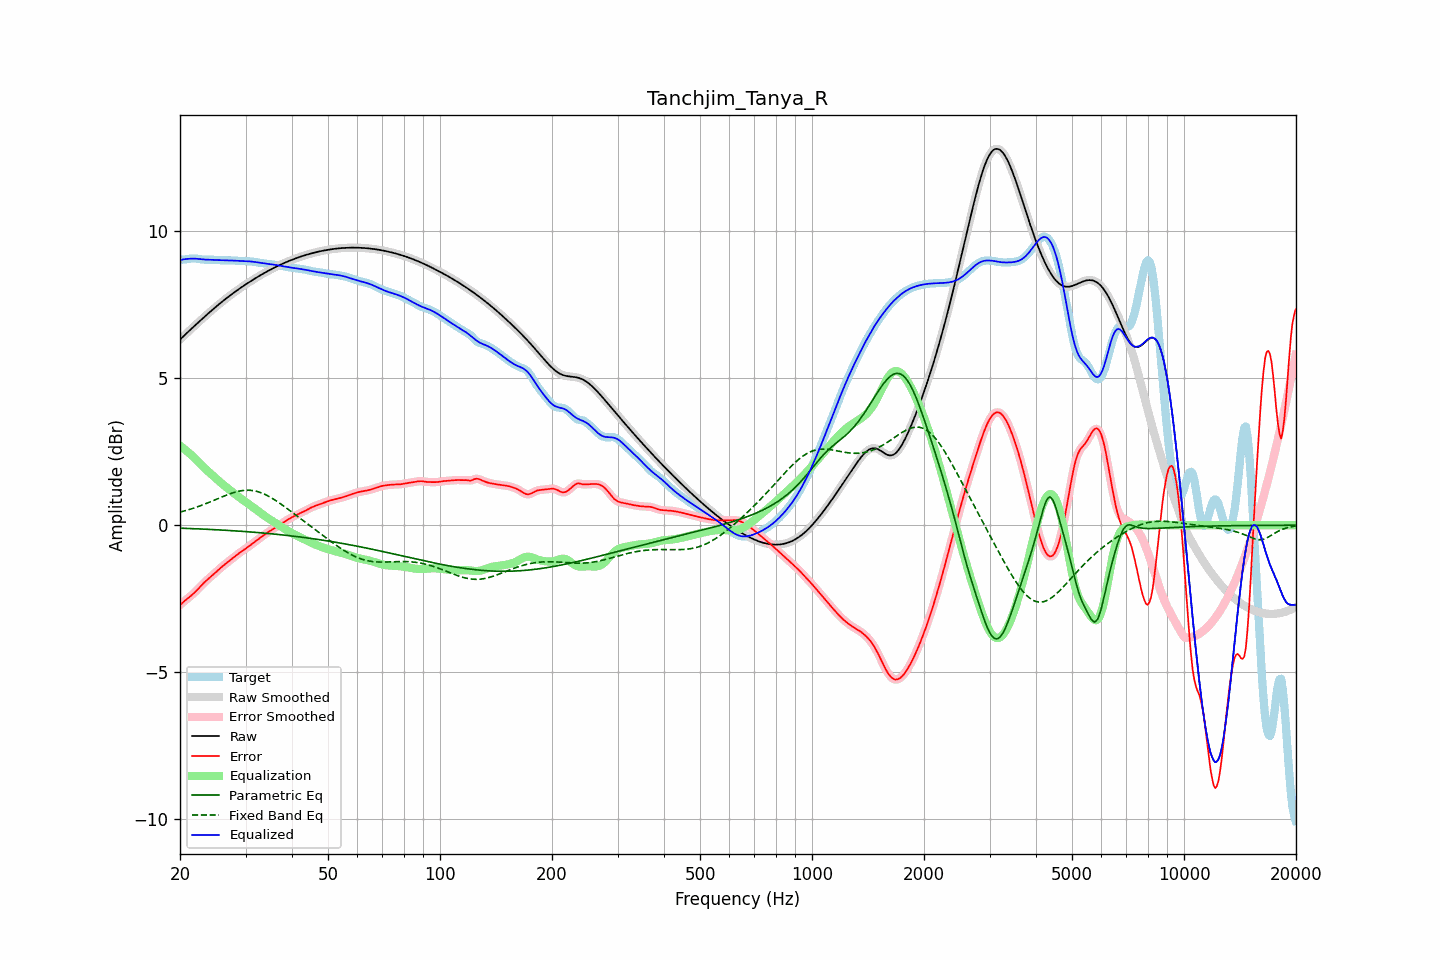 Tanchjim_Tanya_R
Amplitude (dBr)
10
5
0
−5
−10
Target
Raw Smoothed
Error Smoothed
Raw
Error
Equalization
Parametric Eq
Fixed Band Eq
Equalized
20 50 100 200 500 1000 2000 5000 10000 20000
Frequency (Hz)